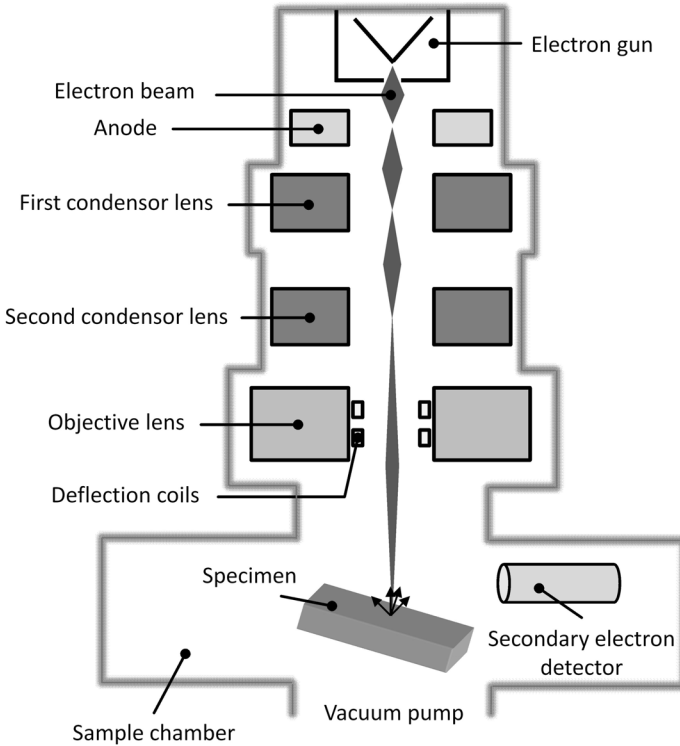 Electron gun
Electron beam
Anode
First condensor lens
Second condensor lens
Objective lens
Deflection coils
Specimen
Secondary electron
detector
Sample chamber
Vacuum pump